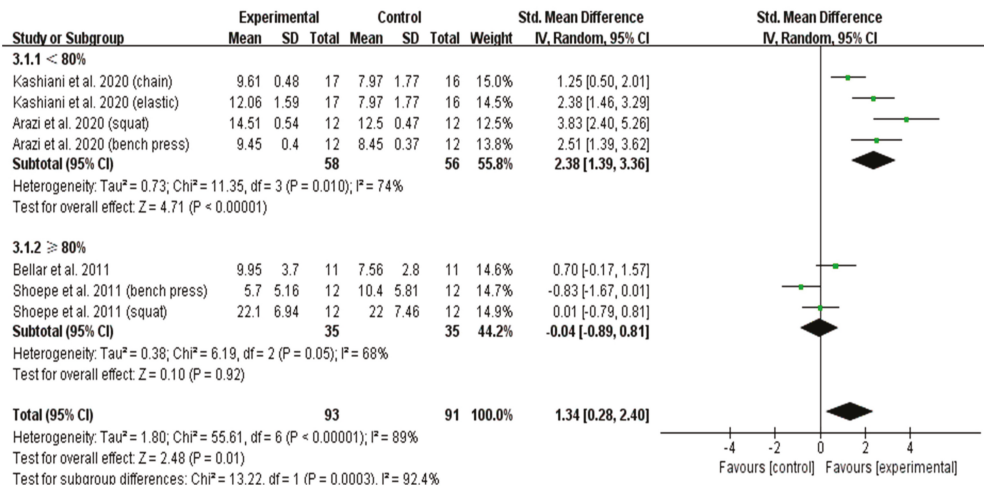 Experimental Control Std. Mean Difference Std. Mean Difference
Study or Subgroup Mean SD Total Mean SD Total Weight IV, Random, 95% CI IV, Random, 95% CI
3.1.1 < 80%
Kashiani et al. 2020 (chain) 9.61 0.48 17 7.97 1.77 16 15.0% 1.25 [0.50, 2.01]
Kashiani et al. 2020 (elastic) 12.06 1.59 17 7.97 1.77 16 14.5% 2.38 [1.46, 3.29]
Arazi et al. 2020 (squat) 14.51 0.54 12 12.5 0.47 12 12.5% 3.83 [2.40, 5.26]
Arazi et al. 2020 (bench press) 9.45 0.4 12 8.45 0.37 12 13.8% 2.51 [1.39, 3.62]
Subtotal (95% CI) 58 56 55.8% 2.38 [1.39, 3.36]
Heterogeneity: Tau² = 0.73; Chi² = 11.35, df = 3 (P = 0.010); I² = 74%
Test for overall effect: Z = 4.71 (P < 0.00001)
3.1.2 ≥ 80%
Bellar et al. 2011 9.95 3.7 11 7.56 2.8 11 14.6% 0.70 [-0.17, 1.57]
Shoepe et al. 2011 (bench press) 5.7 5.16 12 10.4 5.81 12 14.7% -0.83 [-1.67, 0.01]
Shoepe et al. 2011 (squat) 22.1 6.94 12 22 7.46 12 14.9% 0.01 [-0.79, 0.81]
Subtotal (95% CI) 35 35 44.2% -0.04 [-0.89, 0.81]
Heterogeneity: Tau² = 0.38; Chi² = 6.19, df = 2 (P = 0.05); I² = 68%
Test for overall effect: Z = 0.10 (P = 0.92)
Total (95% CI) 93 91 100.0% 1.34 [0.28, 2.40]
Heterogeneity: Tau² = 1.80; Chi² = 55.61, df = 6 (P < 0.00001); I² = 89%
Test for overall effect: Z = 2.48 (P = 0.01)
Test for subgroup differences: Chi² = 13.22, df = 1 (P = 0.0003), I² = 92.4%
-4 -2 0 2 4
Favours [control] Favours [experimental]